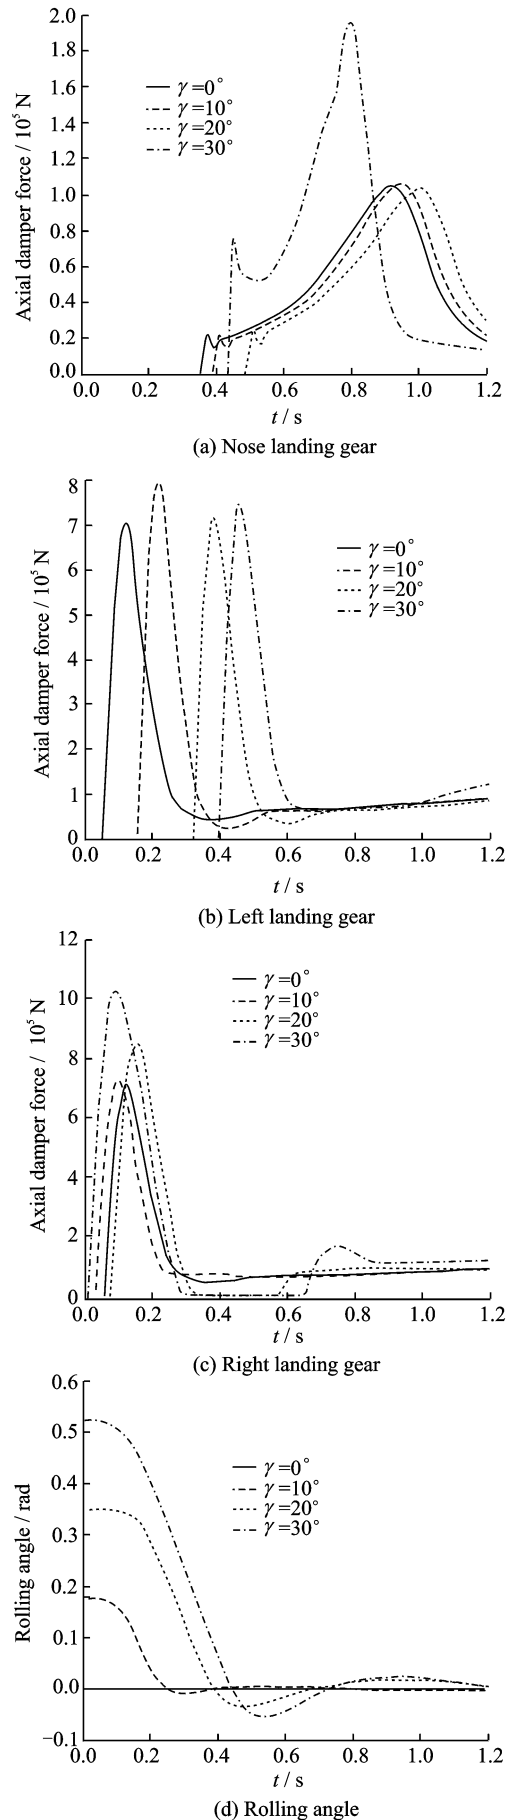 2.0
1.8
1.6
1.4
1.2
1.0
0.8
0.6
0.4
0.2
0.0
Axial damper force / 10⁵ N
γ=0°
γ=10°
γ=20°
γ=30°
0.0 0.2 0.4 0.6 0.8 1.0 1.2
t / s
(a) Nose landing gear
8
7
6
5
4
3
2
1
0
Axial damper force / 10⁵ N
γ=0°
γ=10°
γ=20°
γ=30°
0.0 0.2 0.4 0.6 0.8 1.0 1.2
t / s
(b) Left landing gear
12
10
8
6
4
2
0
Axial damper force / 10⁵ N
γ=0°
γ=10°
γ=20°
γ=30°
0.0 0.2 0.4 0.6 0.8 1.0 1.2
t / s
(c) Right landing gear
0.6
0.5
0.4
0.3
0.2
0.1
0.0
−0.1
Rolling angle / rad
γ=0°
γ=10°
γ=20°
γ=30°
0.0 0.2 0.4 0.6 0.8 1.0 1.2
t / s
(d) Rolling angle